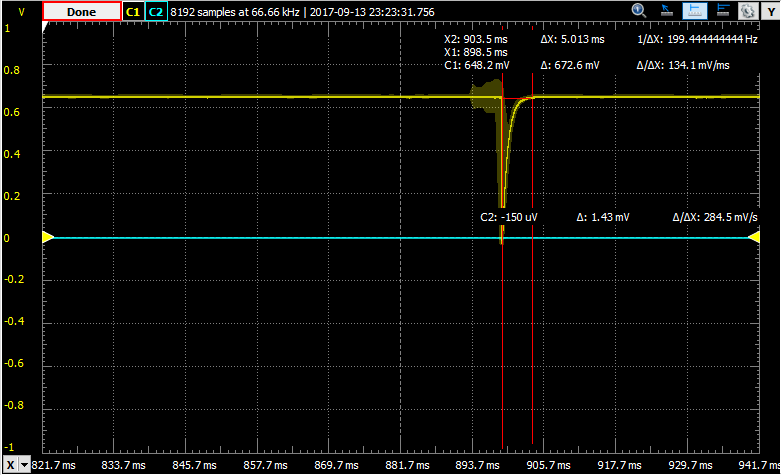 V Done C1 C2 8192 samples at 66.66 kHz | 2017-09-13 23:23:31.756 Y
1
X2: 903.5 ms ΔX: 5.013 ms 1/ΔX: 199.444444444 Hz
X1: 898.5 ms
C1: 648.2 mV Δ: 672.6 mV Δ/ΔX: 134.1 mV/ms
0.8
0.6
0.4
0.2
C2: -150 uV Δ: 1.43 mV Δ/ΔX: 284.5 mV/s
0
-0.2
-0.4
-0.6
-0.8
-1
X 821.7 ms 833.7 ms 845.7 ms 857.7 ms 869.7 ms 881.7 ms 893.7 ms 905.7 ms 917.7 ms 929.7 ms 941.7 ms